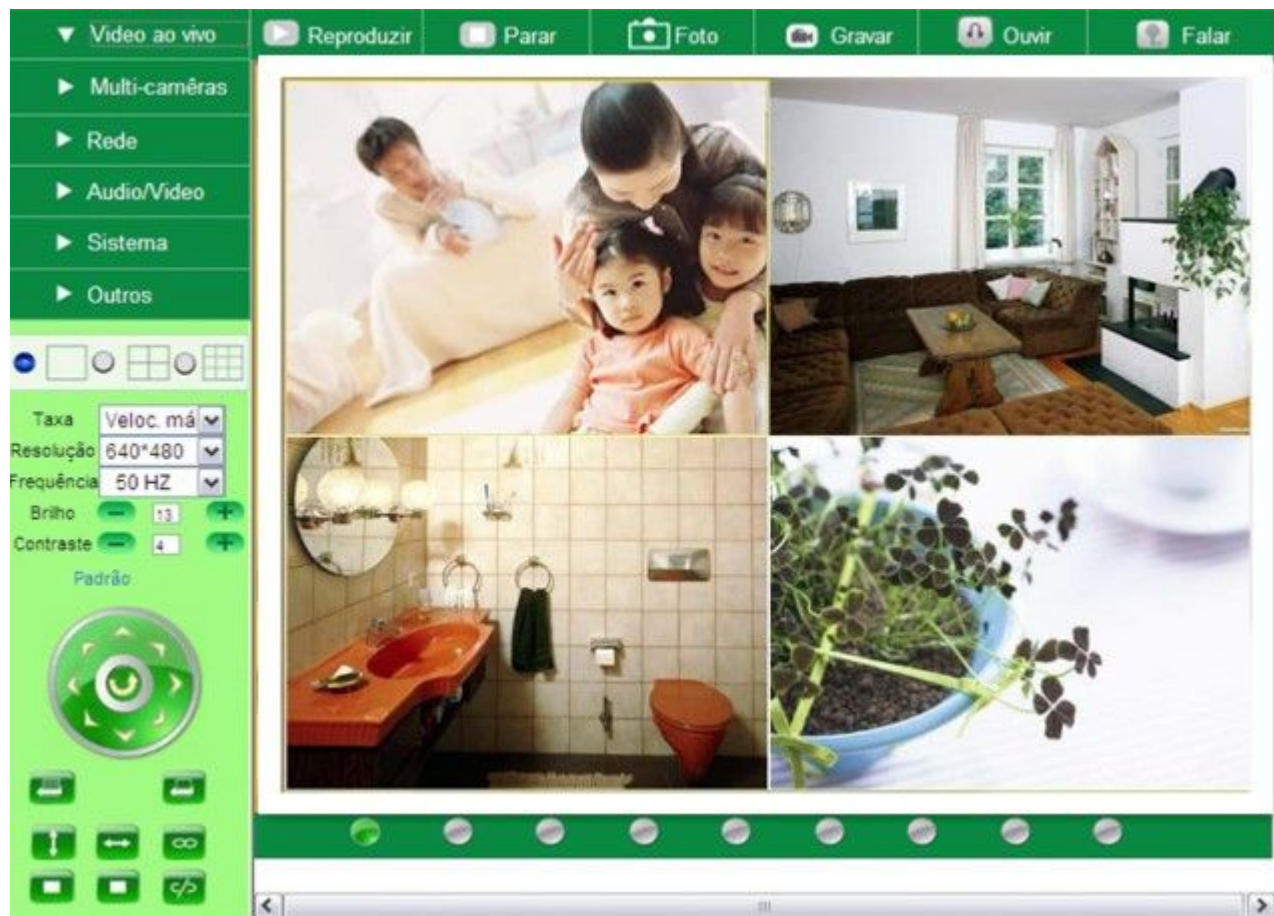 Video ao vivo
Reproduzir
Parar
Foto
Gravar
Ouvir
Falar
Multi-camêras
Rede
Audio/Video
Sistema
Outros
Taxa Veloc. má
Resolução 640*480
Frequência 50 HZ
Brilho 13
Contraste 4
Padrão